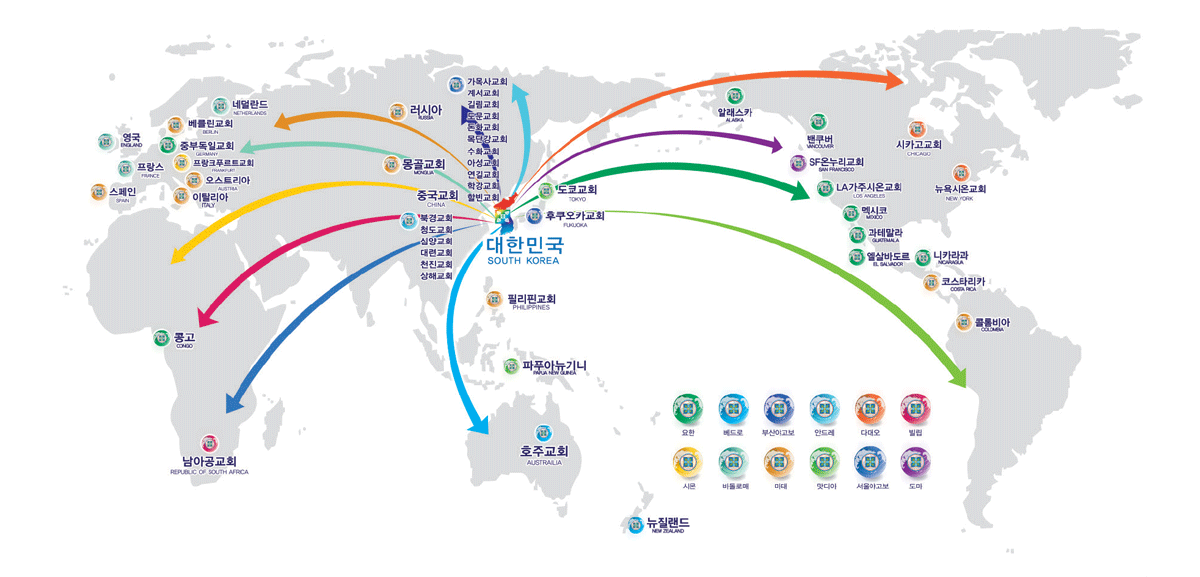 네덜란드
NETHERLANDS
베를린교회
BERLIN
영국
ENGLAND
중부독일교회
GERMANY
프랑스
FRANCE
프랑크푸르트교회
FRANKFURT
오스트리아
AUSTRIA
스페인
SPAIN
이탈리아
ITALY
러시아
RUSSIA
몽골교회
MONGLIA
가목사교회
계서교회
길림교회
도문교회
돈화교회
목단강교회
수화교회
아성교회
연길교회
학강교회
할빈교회
중국교회
CHINA
북경교회
청도교회
심양교회
대련교회
천진교회
상해교회
도쿄교회
TOKYO
후쿠오카교회
FUKUOKA
대한민국
SOUTH KOREA
필리핀교회
PHILIPPINES
파푸아뉴기니
PAPUA NEW GUINEA
콩고
CONGO
남아공교회
REPUBLIC OF SOUTH AFRICA
호주교회
AUSTRAILIA
뉴질랜드
NEW ZEALAND
알래스카
ALASKA
밴쿠버
VANCOUVER
시카고교회
CHICAGO
SF온누리교회
SAN FRARCISCO
LA가주시온교회
LOS ANGELES
뉴욕시온교회
NEW YORK
멕시코
MEXICO
과테말라
GUATEMALA
엘살바도르
EL SALVADOR
니카라과
NICARAGUA
코스타리카
COSTA RICA
콜롬비아
COLOMBIA
요한
베드로
부산야고보
안드레
다대오
빌립
시몬
바돌로매
마태
맛디아
서울야고보
도마